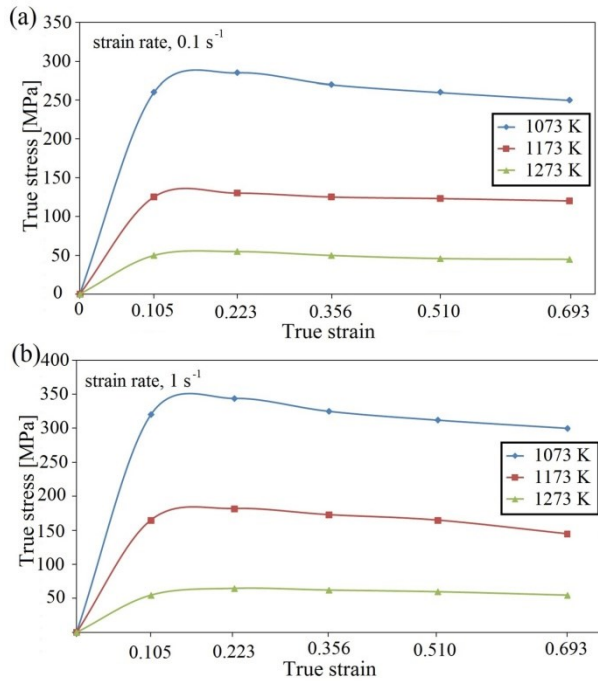 (a)
strain rate, 0.1 s⁻¹
True stress [MPa]
350
300
250
200
150
100
50
0
1073 K
1173 K
1273 K
0 0.105 0.223 0.356 0.510 0.693
True strain
(b)
strain rate, 1 s⁻¹
True stress [MPa]
400
350
300
250
200
150
100
50
1073 K
1173 K
1273 K
0.105 0.223 0.356 0.510 0.693
True strain